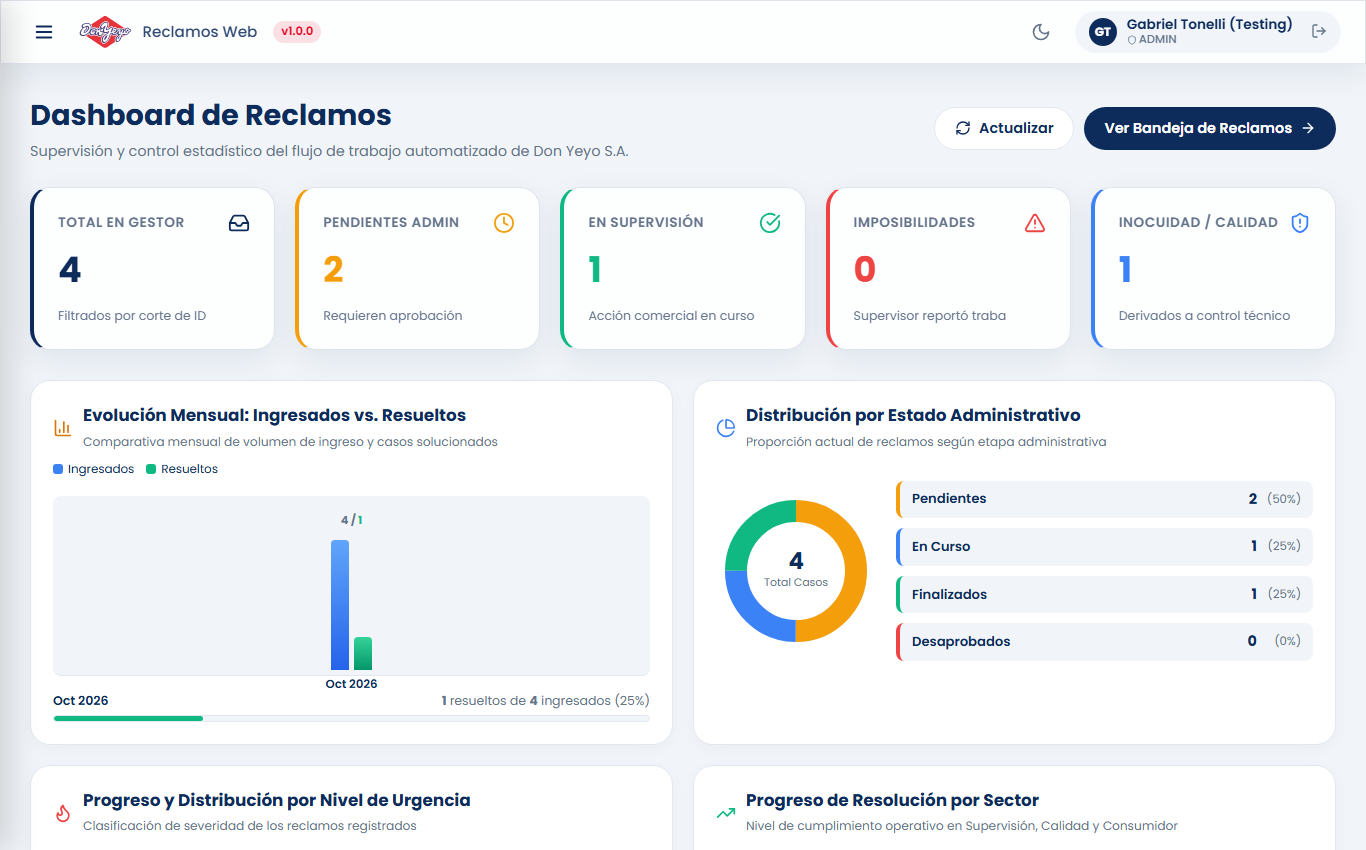 Don Yeyo
Reclamos Web
v1.0.0
GT
Gabriel Tonelli (Testing)
ADMIN
Dashboard de Reclamos
Supervisión y control estadístico del flujo de trabajo automatizado de Don Yeyo S.A.
Actualizar
Ver Bandeja de Reclamos
TOTAL EN GESTOR
4
Filtrados por corte de ID
PENDIENTES ADMIN
2
Requieren aprobación
EN SUPERVISIÓN
1
Acción comercial en curso
IMPOSIBILIDADES
0
Supervisor reportó traba
INOCUIDAD / CALIDAD
1
Derivados a control técnico
Evolución Mensual: Ingresados vs. Resueltos
Comparativa mensual de volumen de ingreso y casos solucionados
Ingresados
Resueltos
4 / 1
Oct 2026
Oct 2026
1 resueltos de 4 ingresados (25%)
Distribución por Estado Administrativo
Proporción actual de reclamos según etapa administrativa
4
Total Casos
Pendientes 2 (50%)
En Curso 1 (25%)
Finalizados 1 (25%)
Desaprobados 0 (0%)
Progreso y Distribución por Nivel de Urgencia
Clasificación de severidad de los reclamos registrados
Progreso de Resolución por Sector
Nivel de cumplimiento operativo en Supervisión, Calidad y Consumidor